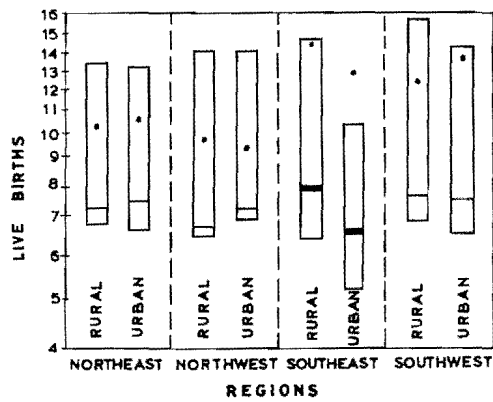 LIVE BIRTHS
16
15
14
13
12
11
10
9
8
7
6
5
4
RURAL
URBAN
RURAL
URBAN
RURAL
URBAN
RURAL
URBAN
NORTHEAST NORTHWEST SOUTHEAST SOUTHWEST
REGIONS